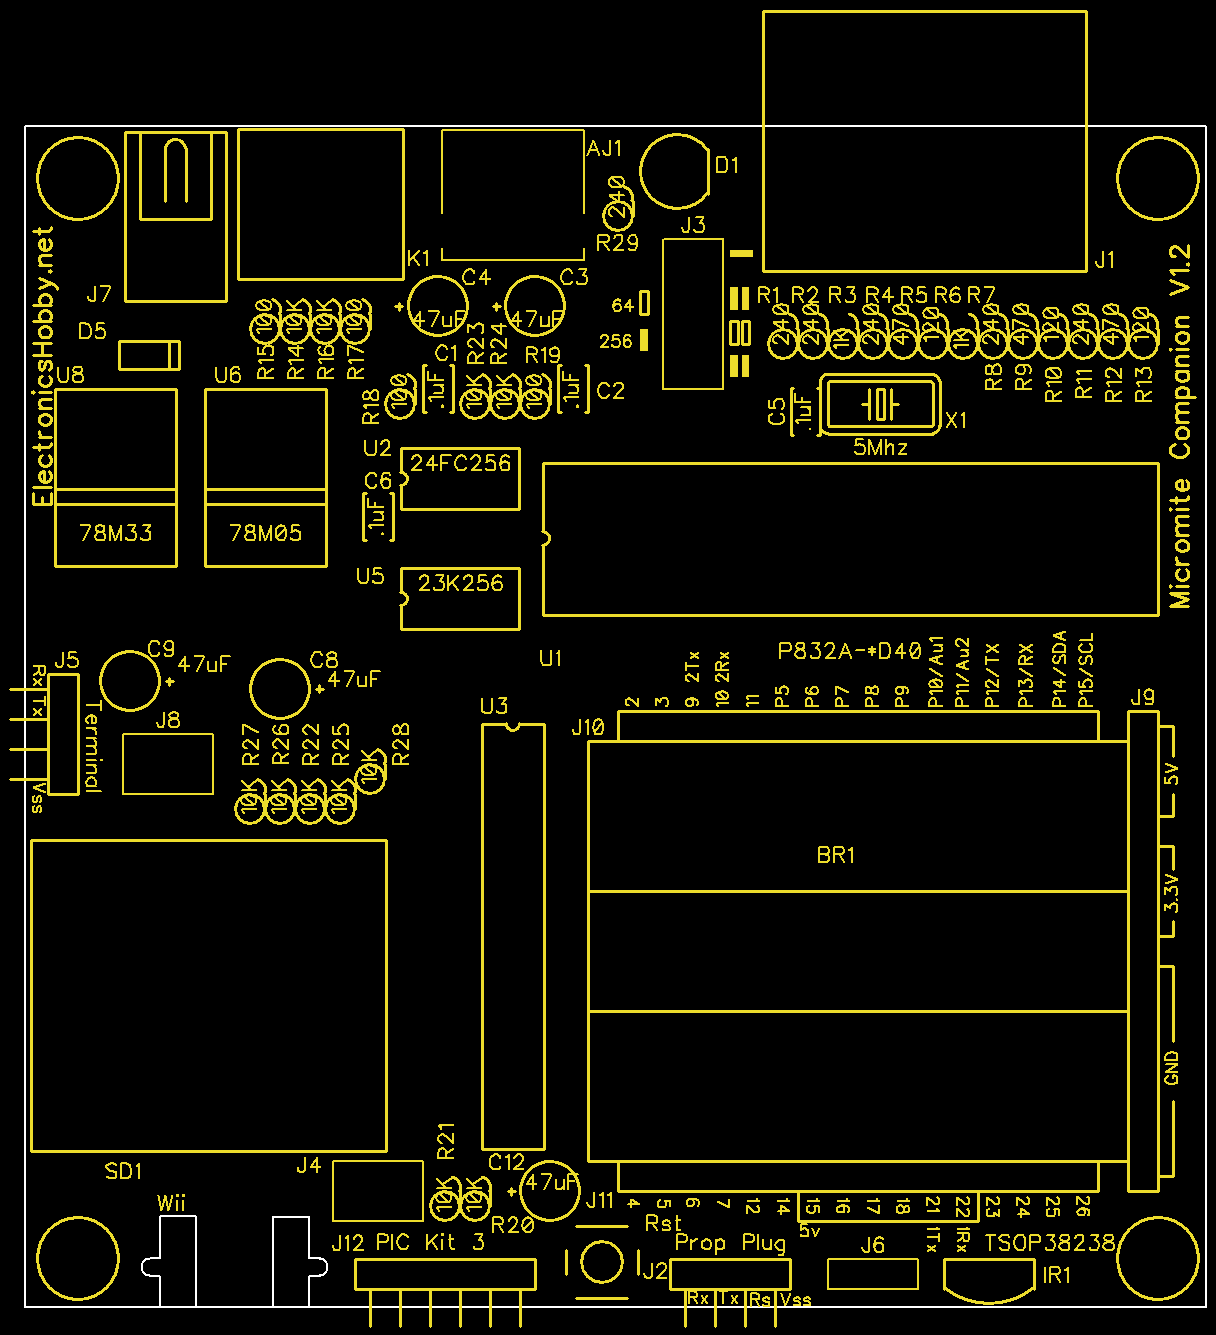 AJ1
D1
240
R29
J3
K1
J1
J7
D5
C4
C3
47uF
47uF
64
256
R1 R2 R3 R4 R5 R6 R7
100 10K 10K 100
R15 R14 R16 R17
R23 R24
C1
R19
240 240 1K 240 470 120 1K 240 470 120 470 120
R8 R9 R10 R11 R12 R13
U8
U6
R18
100
.1uF
10K 10K 10K
.1uF
C2
C5
.1uF
X1
5Mhz
ElectronicsHobby.net
Micromite Companion V1.2
U2
24FC256
C6
.1uF
78M33
78M05
U5
23K256
U1
P832A-*D40
J5
Rx Tx
Vss
Terminal
C9
47uF
C8
47uF
J8
R27 R26 R22 R25 R28
10K 10K 10K 10K 10K
U3
J10
2 3 9 2Tx 10 2Rx 11 P5 P6 P7 P8 P9 P10/Au1 P11/Au2 P12/TX P13/RX P14/SDA P15/SCL
J9
5V
3.3V
GND
BR1
SD1
J4
R21
10K 10K
R20
C12
47uF
J11
4 5 6 7 12 14 15 16 17 18 21 1Tx 22 1Rx 23 24 25 26
5v
Wii
J12 PIC Kit 3
Rst
J2
Prop Plug
Rx Tx Rs Vss
J6
TSOP38238
IR1